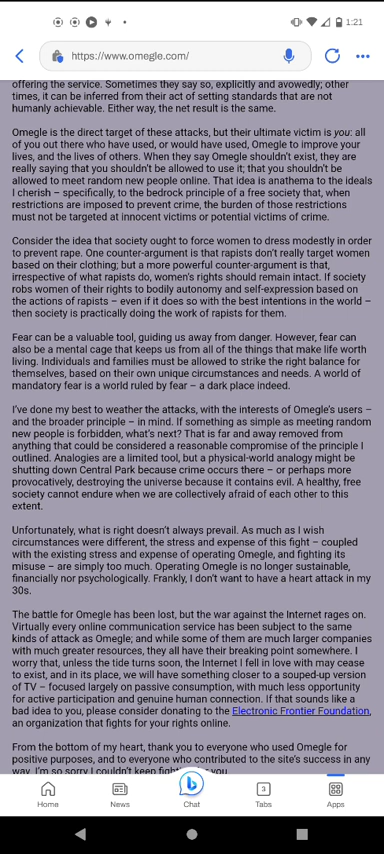 1:21
https://www.omegle.com/
offering the service. Sometimes they say so, explicitly and avowedly; other
times, it can be inferred from their act of setting standards that are not
humanly achievable. Either way, the net result is the same.
Omegle is the direct target of these attacks, but their ultimate victim is you: all
of you out there who have used, or would have used, Omegle to improve your
lives, and the lives of others. When they say Omegle shouldn't exist, they are
really saying that you shouldn't be allowed to use it; that you shouldn't be
allowed to meet random new people online. That idea is anathema to the ideals
I cherish – specifically, to the bedrock principle of a free society that, when
restrictions are imposed to prevent crime, the burden of those restrictions
must not be targeted at innocent victims or potential victims of crime.
Consider the idea that society ought to force women to dress modestly in order
to prevent rape. One counter-argument is that rapists don't really target women
based on their clothing; but a more powerful counter-argument is that,
irrespective of what rapists do, women's rights should remain intact. If society
robs women of their rights to bodily autonomy and self-expression based on
the actions of rapists – even if it does so with the best intentions in the world –
then society is practically doing the work of rapists for them.
Fear can be a valuable tool, guiding us away from danger. However, fear can
also be a mental cage that keeps us from all of the things that make life worth
living. Individuals and families must be allowed to strike the right balance for
themselves, based on their own unique circumstances and needs. A world of
mandatory fear is a world ruled by fear – a dark place indeed.
I've done my best to weather the attacks, with the interests of Omegle's users –
and the broader principle – in mind. If something as simple as meeting random
new people is forbidden, what's next? That is far and away removed from
anything that could be considered a reasonable compromise of the principle I
outlined. Analogies are a limited tool, but a physical-world analogy might be
shutting down Central Park because crime occurs there – or perhaps more
provocatively, destroying the universe because it contains evil. A healthy, free
society cannot endure when we are collectively afraid of each other to this
extent.
Unfortunately, what is right doesn't always prevail. As much as I wish
circumstances were different, the stress and expense of this fight – coupled
with the existing stress and expense of operating Omegle, and fighting its
misuse – are simply too much. Operating Omegle is no longer sustainable,
financially nor psychologically. Frankly, I don't want to have a heart attack in my
30s.
The battle for Omegle has been lost, but the war against the Internet rages on.
Virtually every online communication service has been subject to the same
kinds of attack as Omegle; and while some of them are much larger companies
with much greater resources, they all have their breaking point somewhere. I
worry that, unless the tide turns soon, the Internet I fell in love with may cease
to exist, and in its place, we will have something closer to a souped-up version
of TV – focused largely on passive consumption, with much less opportunity
for active participation and genuine human connection. If that sounds like a
bad idea to you, please consider donating to the Electronic Frontier Foundation,
an organization that fights for your rights online.
From the bottom of my heart, thank you to everyone who used Omegle for
positive purposes, and to everyone who contributed to the site's success in any
way. I'm so sorry I couldn't keep you
Home News Chat 3 Tabs Apps